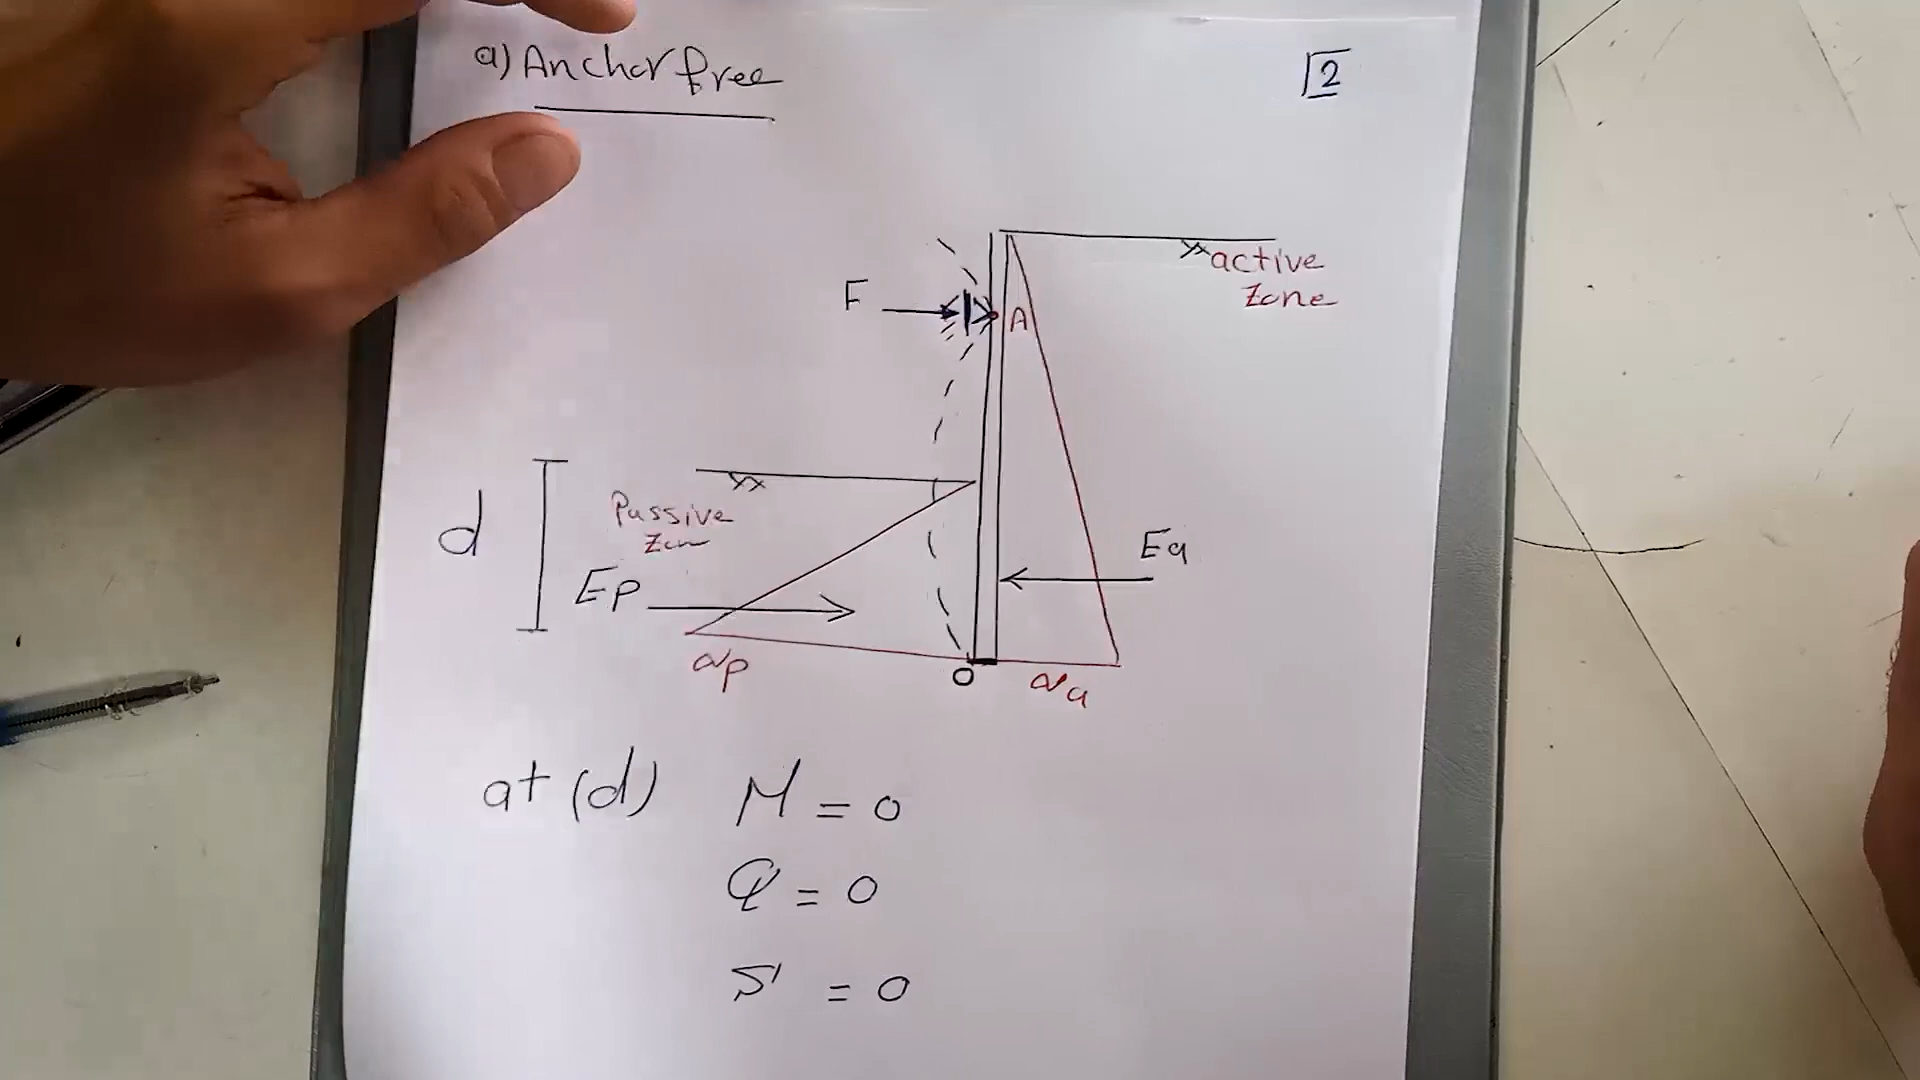 a) Anchor free
2
active
Zone
F
A
d
Passive
Ea
Ep
O
at (d) M = 0
Q = 0
S' = 0